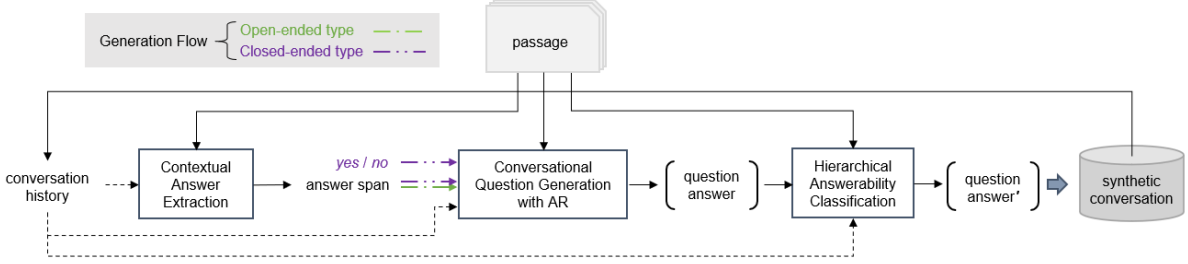 Generation Flow
Open-ended type
Closed-ended type
passage
conversation
history
Contextual
Answer
Extraction
yes / no
answer span
Conversational
Question Generation
with AR
question
answer
Hierarchical
Answerability
Classification
question
answer′
synthetic
conversation